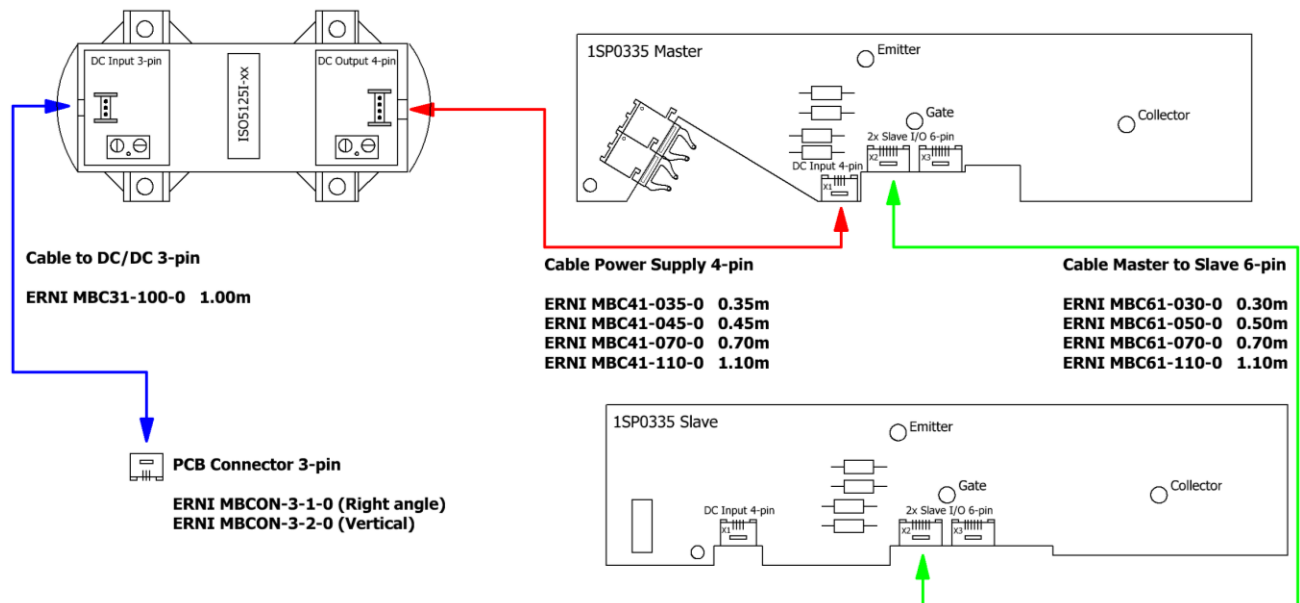 DC Input 3-pin
ISO5125I-xx
DC Output 4-pin
1SP0335 Master
Emitter
Gate
Collector
2x Slave I/O 6-pin
X2
X3
DC Input 4-pin
X1
Cable to DC/DC 3-pin
ERNI MBC31-100-0 1.00m
Cable Power Supply 4-pin
ERNI MBC41-035-0 0.35m
ERNI MBC41-045-0 0.45m
ERNI MBC41-070-0 0.70m
ERNI MBC41-110-0 1.10m
Cable Master to Slave 6-pin
ERNI MBC61-030-0 0.30m
ERNI MBC61-050-0 0.50m
ERNI MBC61-070-0 0.70m
ERNI MBC61-110-0 1.10m
PCB Connector 3-pin
ERNI MBCON-3-1-0 (Right angle)
ERNI MBCON-3-2-0 (Vertical)
1SP0335 Slave
Emitter
Gate
Collector
DC Input 4-pin
X1
2x Slave I/O 6-pin
X2
X3